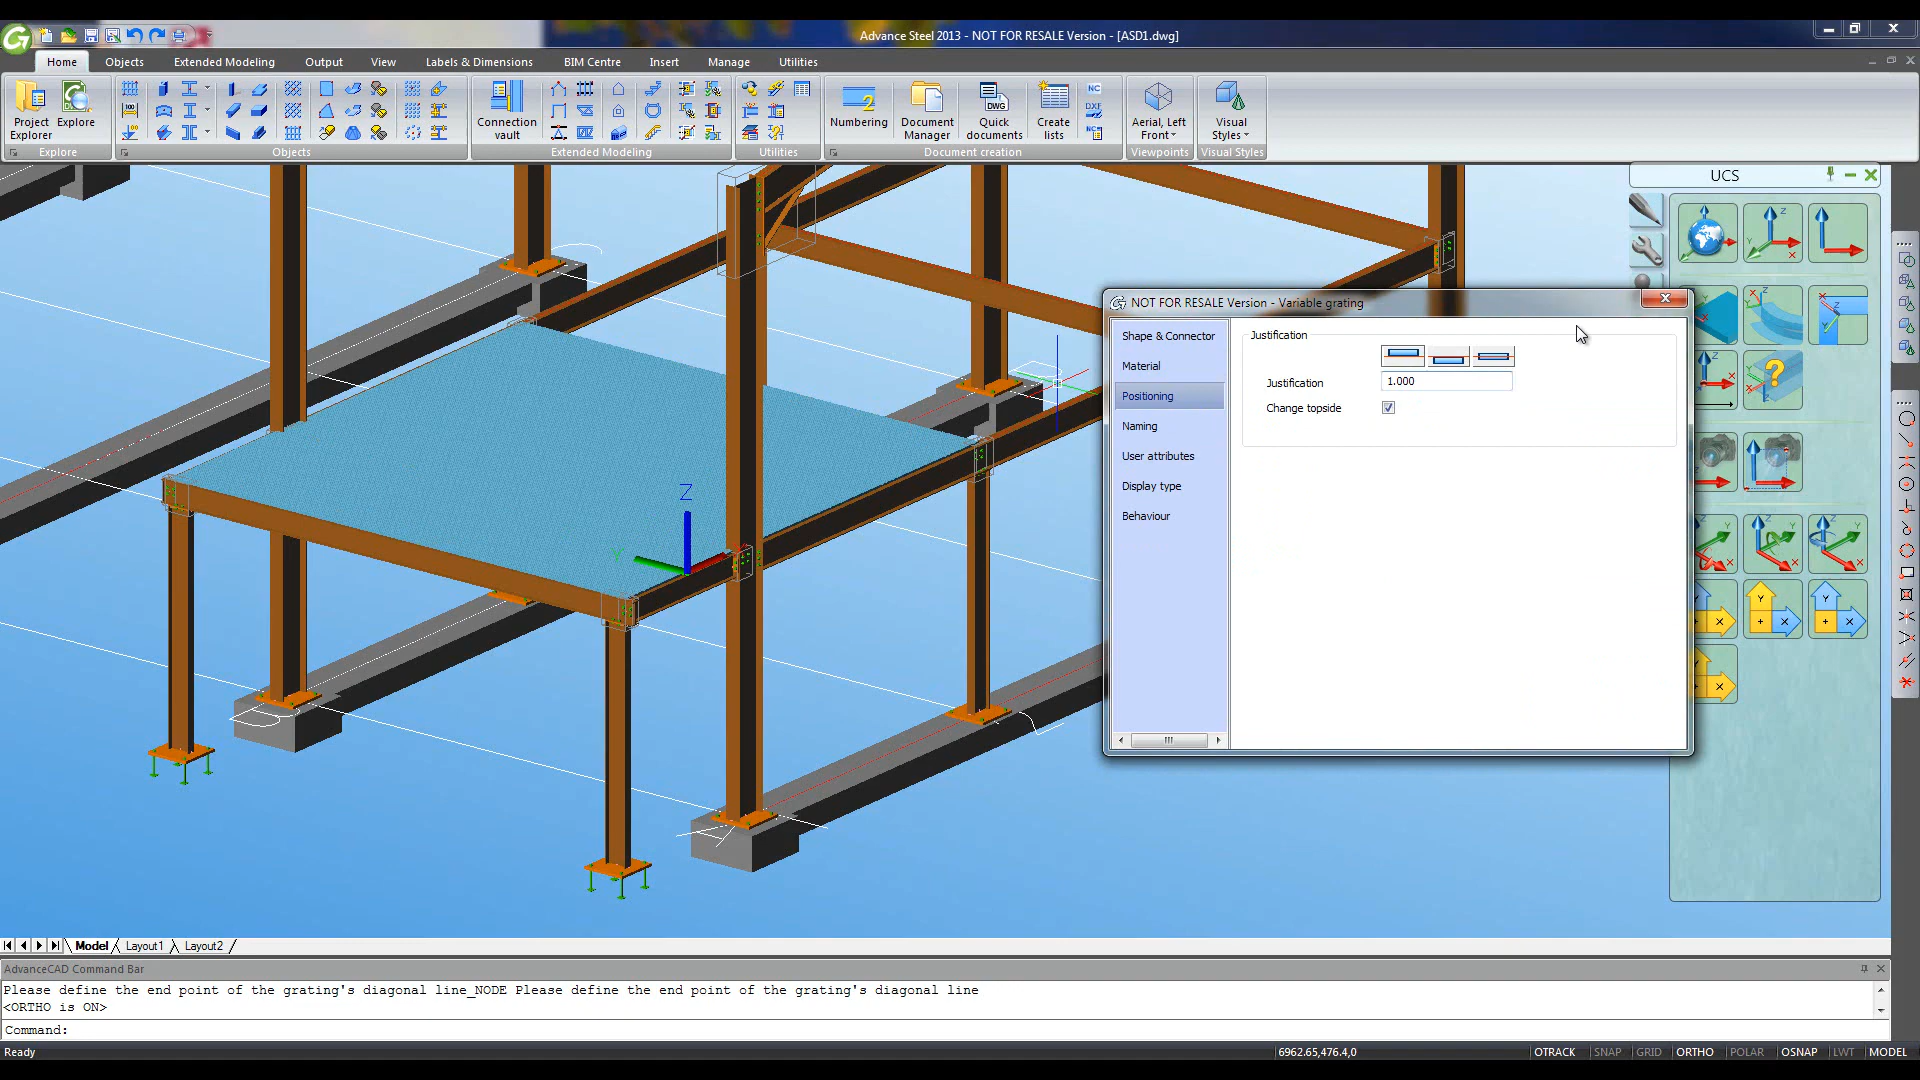 Advance Steel 2013 - NOT FOR RESALE Version - [ASD1.dwg]
Home Objects Extended Modeling Output View Labels & Dimensions BIM Centre Insert Manage Utilities
Project Explorer
Explore
Explore
Objects
Connection vault
Extended Modeling
Utilities
2
Numbering
Document Manager
DWG
Quick documents
Create lists
NC
DXF
NC
Document creation
Aerial, Left Front
Viewpoints
Visual Styles
Visual Styles
UCS
NOT FOR RESALE Version - Variable grating
Shape & Connector
Material
Positioning
Naming
User attributes
Display type
Behaviour
Justification
Justification 1.000
Change topside
Z
Y
Model Layout1 Layout2
AdvanceCAD Command Bar
Please define the end point of the grating's diagonal line_NODE Please define the end point of the grating's diagonal line
<ORTHO is ON>
Command:
Ready 6962.65,476.4,0 OTRACK SNAP GRID ORTHO POLAR OSNAP LWT MODEL